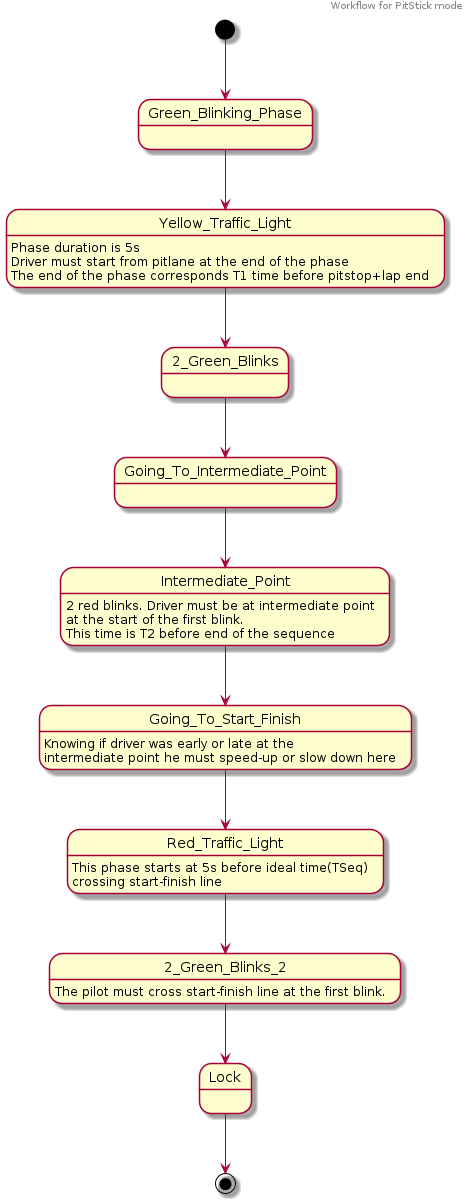 Workflow for PitStick mode
Green_Blinking_Phase
Yellow_Traffic_Light
Phase duration is 5s
Driver must start from pitlane at the end of the phase
The end of the phase corresponds T1 time before pitstop+lap end
2_Green_Blinks
Going_To_Intermediate_Point
Intermediate_Point
2 red blinks. Driver must be at intermediate point
at the start of the first blink.
This time is T2 before end of the sequence
Going_To_Start_Finish
Knowing if driver was early or late at the
intermediate point he must speed-up or slow down here
Red_Traffic_Light
This phase starts at 5s before ideal time(TSeq)
crossing start-finish line
2_Green_Blinks_2
The pilot must cross start-finish line at the first blink.
Lock